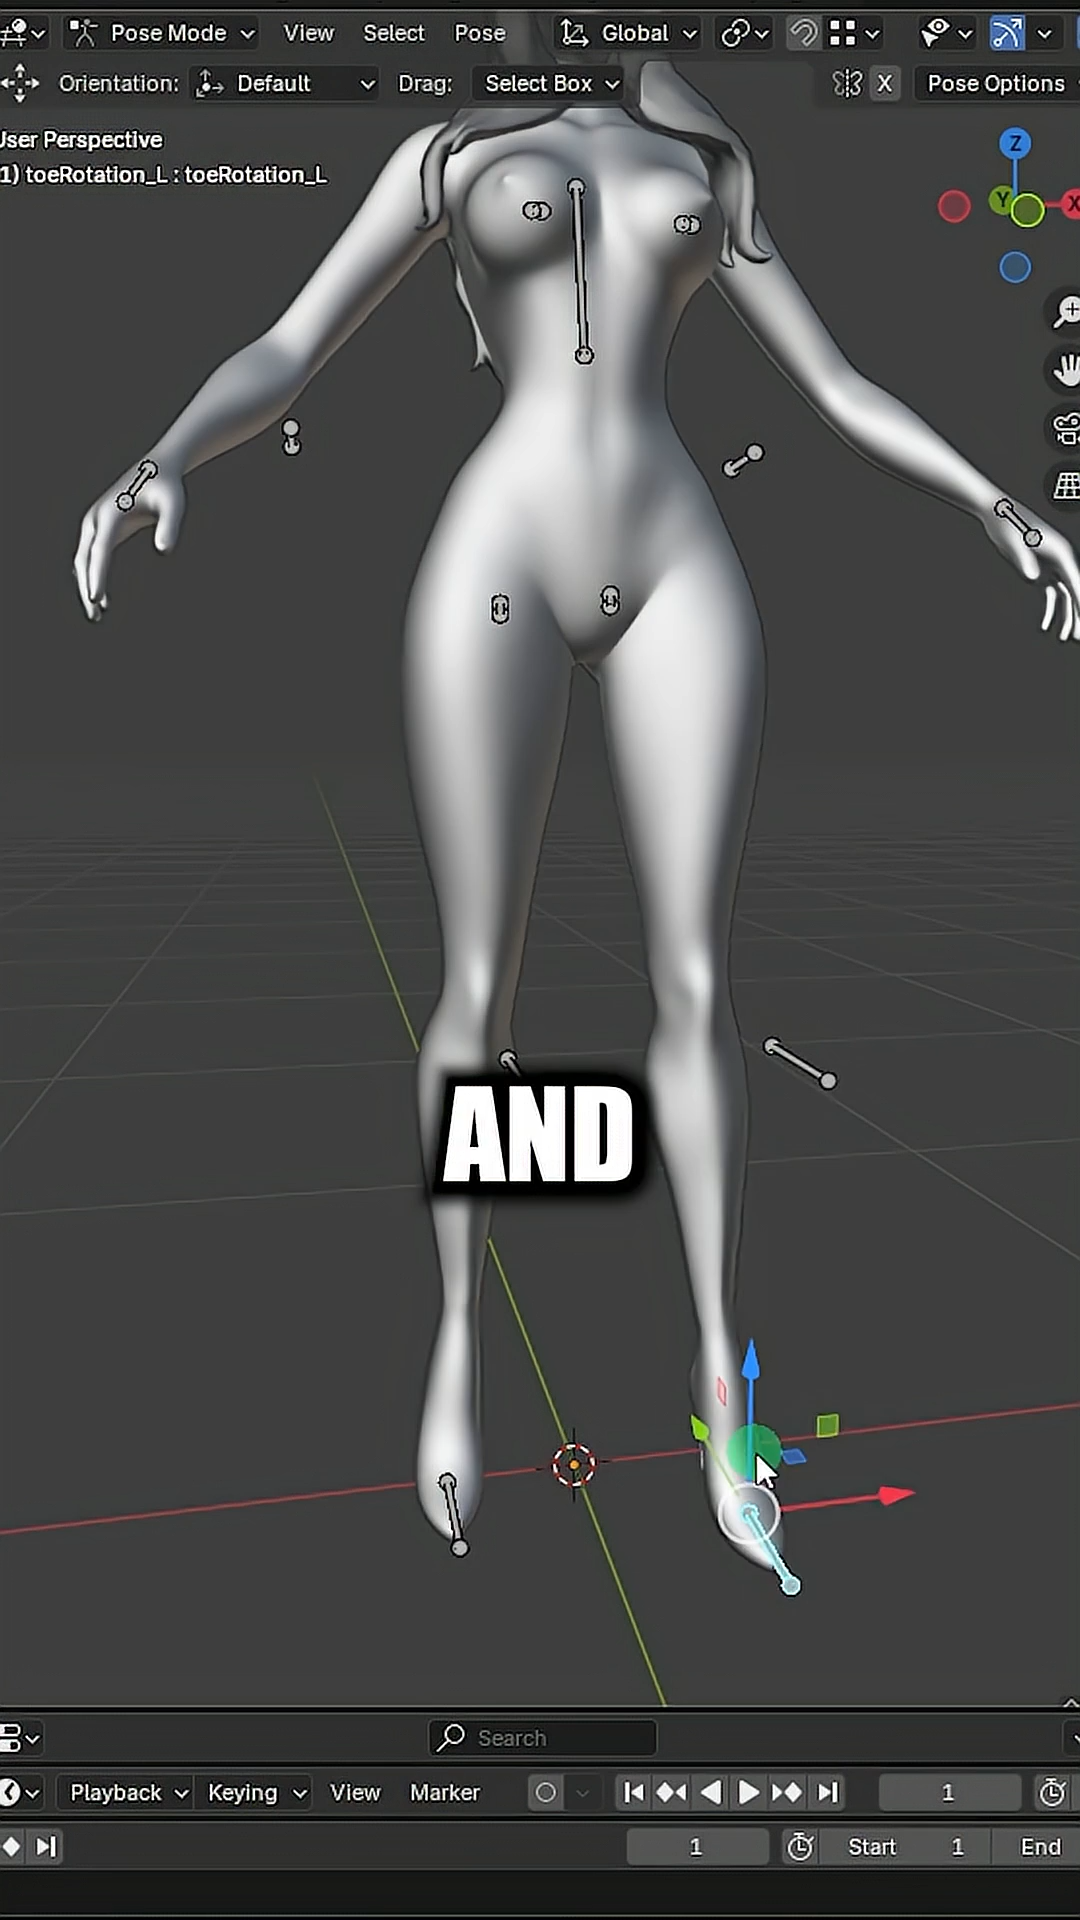 Pose Mode View Select Pose Global
Orientation: Default Drag: Select Box X Pose Options
User Perspective
1) toeRotation_L : toeRotation_L
Z
Y
X
AND
Search
Playback Keying View Marker 1
1 Start 1 End